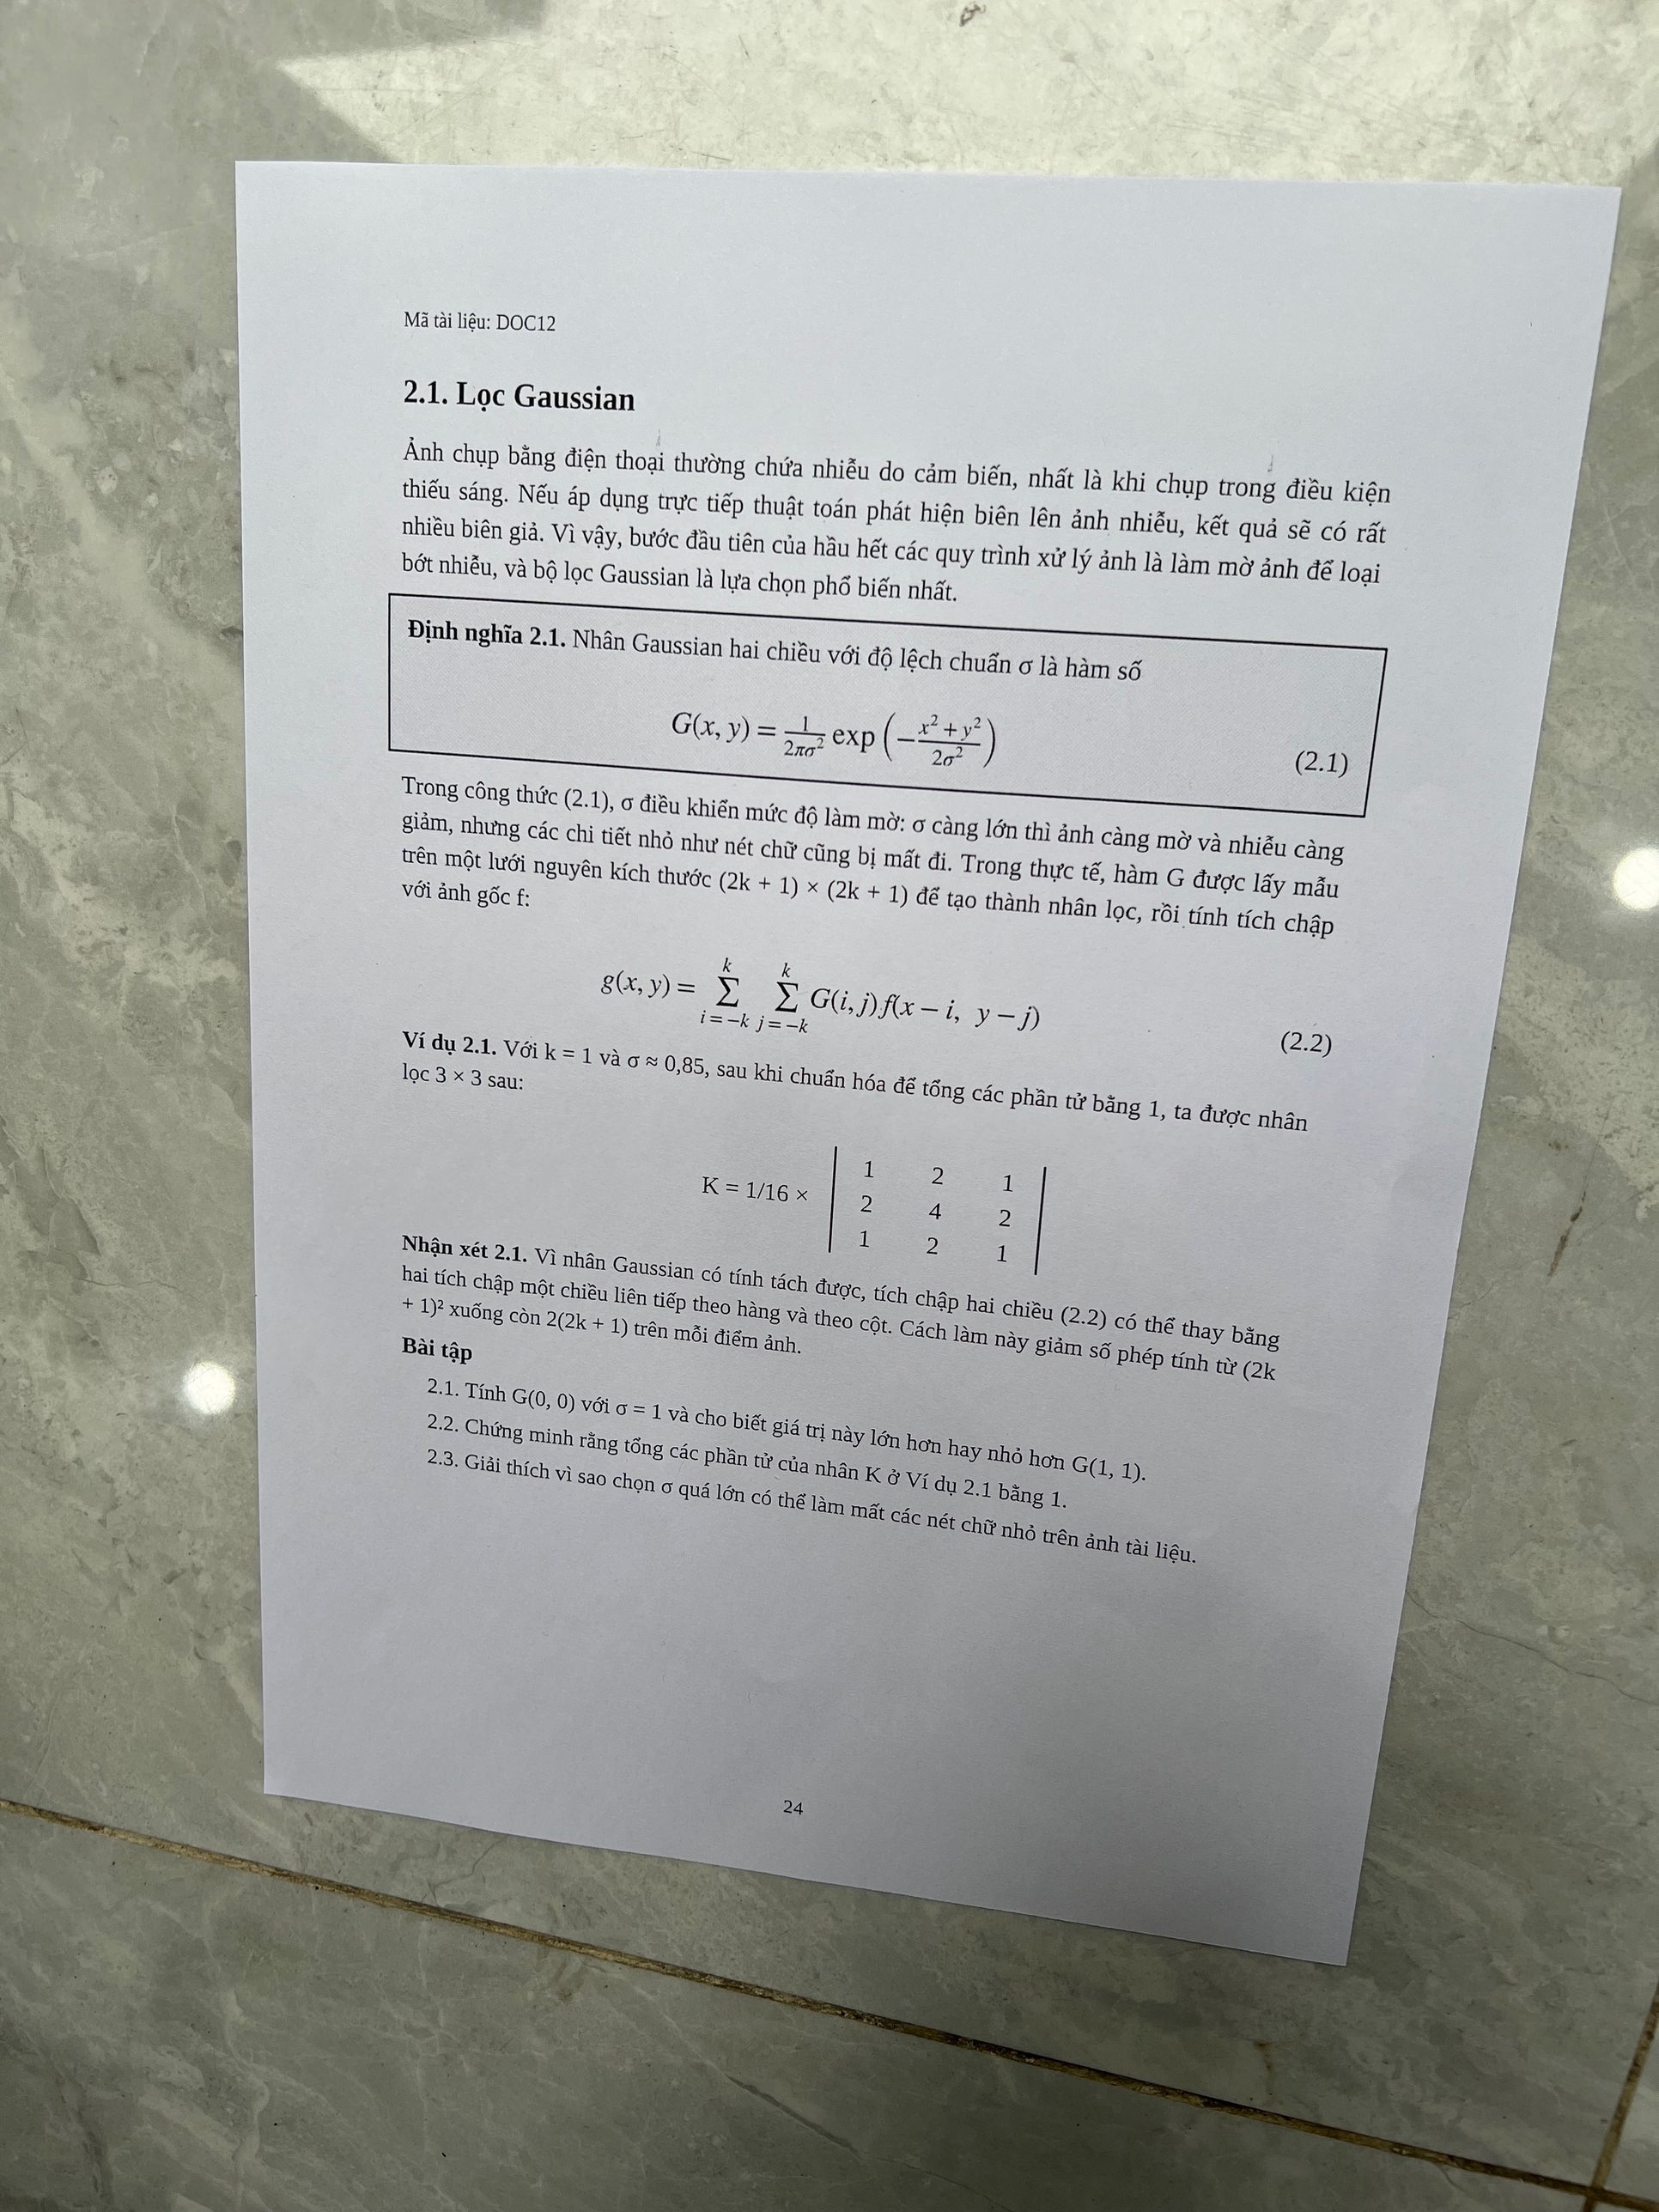 Mã tài liệu: DOC12
2.1. Lọc Gaussian
Ảnh chụp bằng điện thoại thường chứa nhiễu do cảm biến, nhất là khi chụp trong điều kiện
thiếu sáng. Nếu áp dụng trực tiếp thuật toán phát hiện biên lên ảnh nhiễu, kết quả sẽ có rất
nhiều biên giả. Vì vậy, bước đầu tiên của hầu hết các quy trình xử lý ảnh là làm mờ ảnh để loại
bớt nhiễu, và bộ lọc Gaussian là lựa chọn phổ biến nhất.
Định nghĩa 2.1. Nhân Gaussian hai chiều với độ lệch chuẩn σ là hàm số
G(x, y) = 1/(2πσ²) exp (−(x² + y²)/(2σ²)) (2.1)
Trong công thức (2.1), σ điều khiển mức độ làm mờ: σ càng lớn thì ảnh càng mờ và nhiễu càng
giảm, nhưng các chi tiết nhỏ như nét chữ cũng bị mất đi. Trong thực tế, hàm G được lấy mẫu
trên một lưới nguyên kích thước (2k + 1) × (2k + 1) để tạo thành nhân lọc, rồi tính tích chập
với ảnh gốc f:
g(x, y) = ∑_{i=−k}^{k} ∑_{j=−k}^{k} G(i, j) f(x − i, y − j) (2.2)
Ví dụ 2.1. Với k = 1 và σ ≈ 0,85, sau khi chuẩn hóa để tổng các phần tử bằng 1, ta được nhân
lọc 3 × 3 sau:
K = 1/16 ×
1 2 1
2 4 2
1 2 1
Nhận xét 2.1. Vì nhân Gaussian có tính tách được, tích chập hai chiều (2.2) có thể thay bằng
hai tích chập một chiều liên tiếp theo hàng và theo cột. Cách làm này giảm số phép tính từ (2k
+ 1)² xuống còn 2(2k + 1) trên mỗi điểm ảnh.
Bài tập
2.1. Tính G(0, 0) với σ = 1 và cho biết giá trị này lớn hơn hay nhỏ hơn G(1, 1).
2.2. Chứng minh rằng tổng các phần tử của nhân K ở Ví dụ 2.1 bằng 1.
2.3. Giải thích vì sao chọn σ quá lớn có thể làm mất các nét chữ nhỏ trên ảnh tài liệu.
24